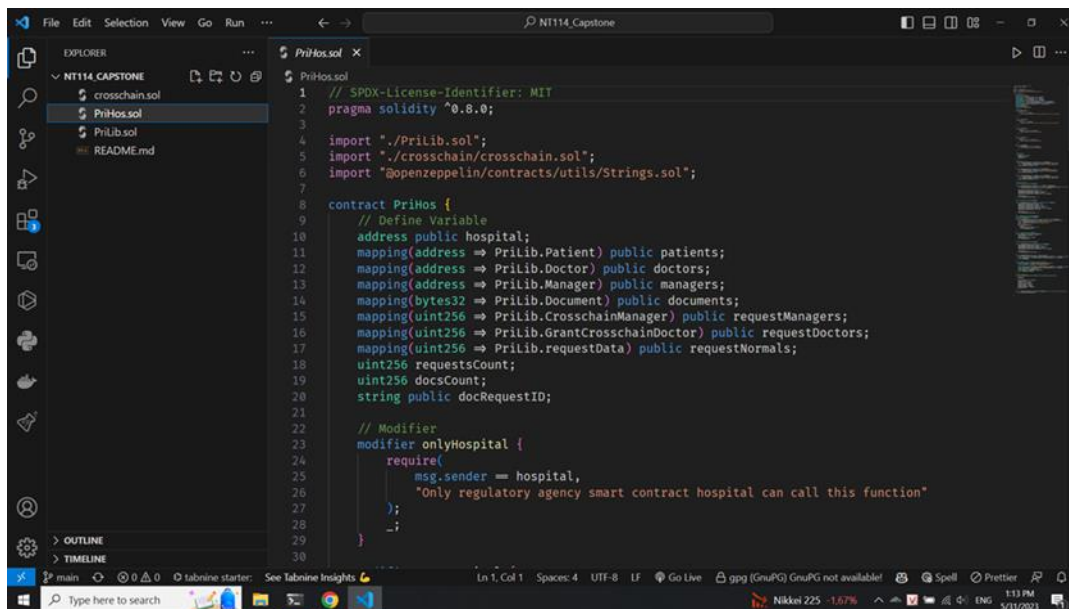 File Edit Selection View Go Run ··· NT114_Capstone
EXPLORER ···
NT114_CAPSTONE
crosschain.sol
PriHos.sol
PriLib.sol
README.md
PriHos.sol
PriHos.sol
1 // SPDX-License-Identifier: MIT
2 pragma solidity ^0.8.0;
3
4 import "./PriLib.sol";
5 import "./crosschain/crosschain.sol";
6 import "@openzeppelin/contracts/utils/Strings.sol";
7
8 contract PriHos {
9 // Define Variable
10 address public hospital;
11 mapping(address => PriLib.Patient) public patients;
12 mapping(address => PriLib.Doctor) public doctors;
13 mapping(address => PriLib.Manager) public managers;
14 mapping(bytes32 => PriLib.Document) public documents;
15 mapping(uint256 => PriLib.CrosschainManager) public requestManagers;
16 mapping(uint256 => PriLib.GrantCrosschainDoctor) public requestDoctors;
17 mapping(uint256 => PriLib.requestData) public requestNormals;
18 uint256 requestsCount;
19 uint256 docsCount;
20 string public docRequestID;
21
22 // Modifier
23 modifier onlyHospital {
24 require(
25 msg.sender == hospital,
26 "Only regulatory agency smart contract hospital can call this function"
27 );
28 _;
29 }
30
OUTLINE
TIMELINE
main 0 0 tabnine starter: See Tabnine Insights Ln 1, Col 1 Spaces: 4 UTF-8 LF Go Live gpg (GnuPG) GnuPG not available! Spell Prettier
Type here to search Nikkei 225 -1.67% ENG 1:13 PM
5/31/2023